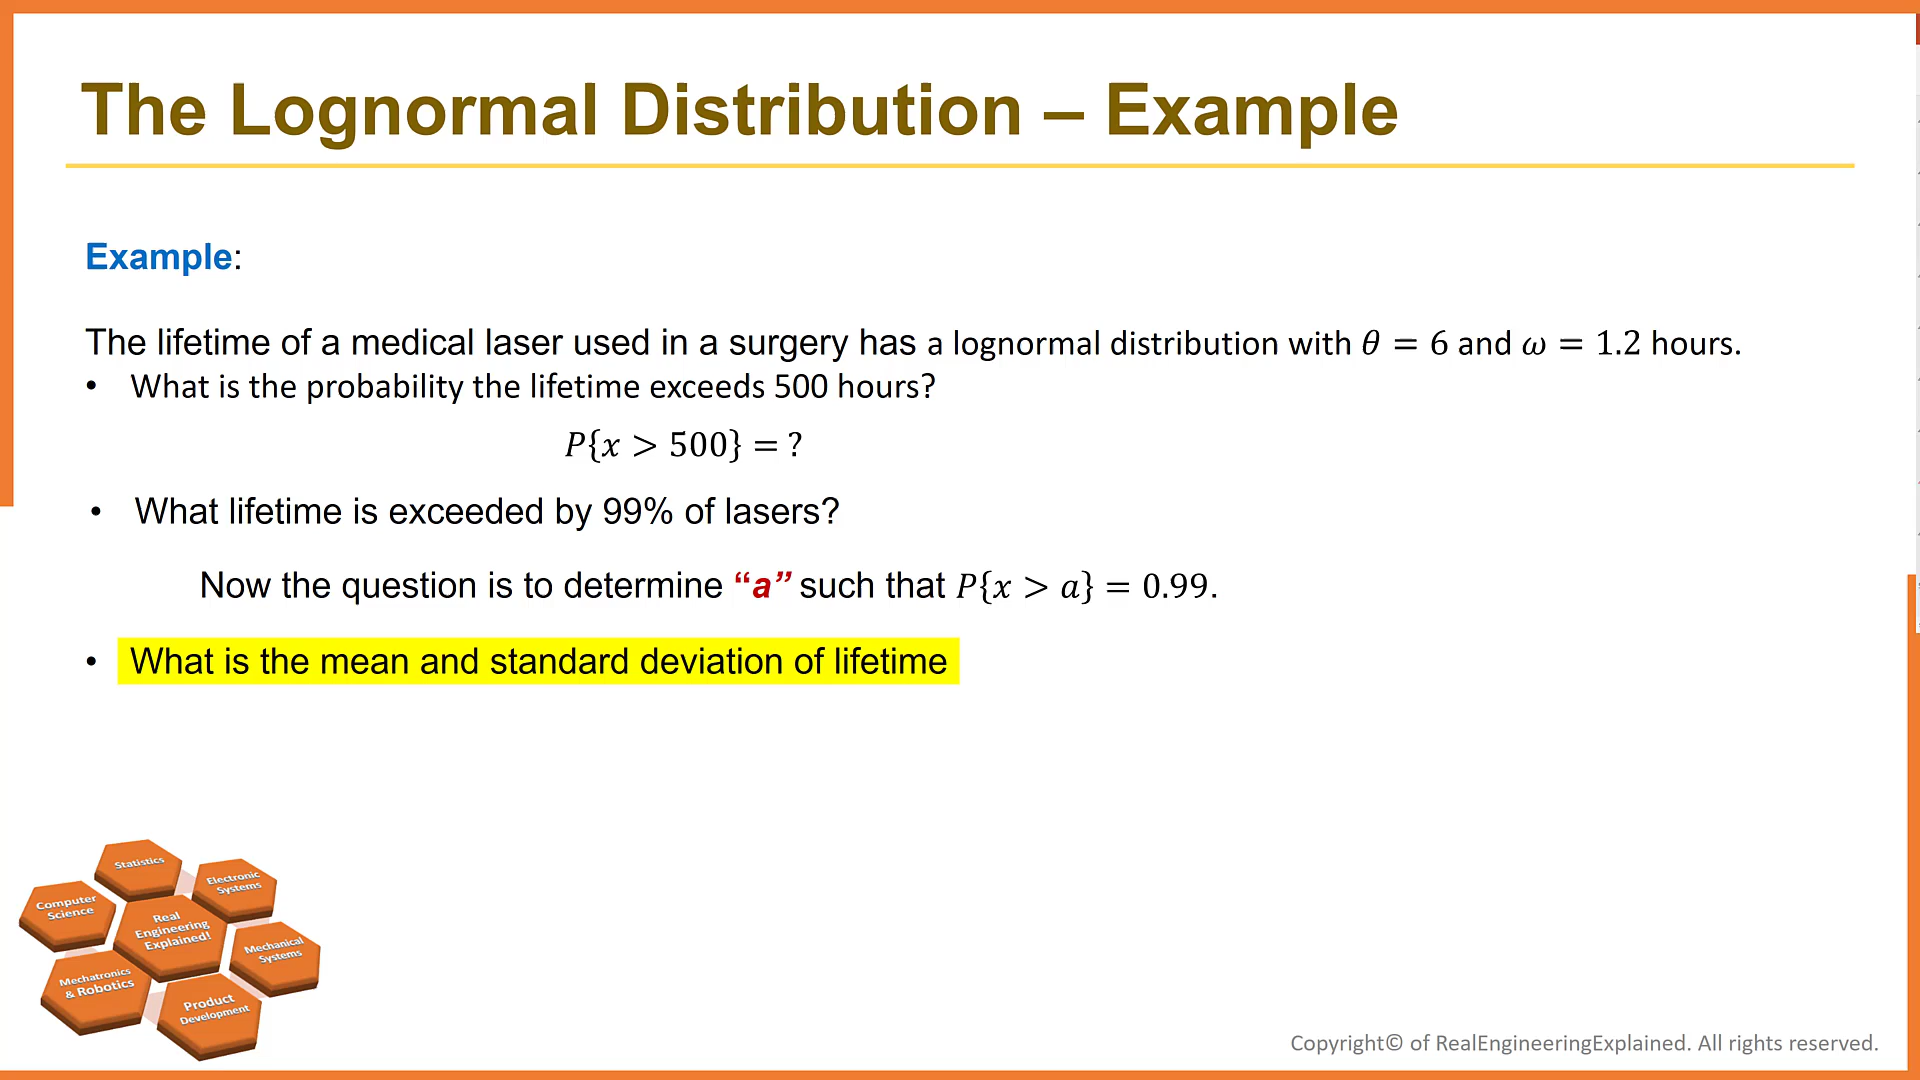 The Lognormal Distribution – Example
Example:
The lifetime of a medical laser used in a surgery has a lognormal distribution with θ = 6 and ω = 1.2 hours.
• What is the probability the lifetime exceeds 500 hours?
P{x > 500} = ?
• What lifetime is exceeded by 99% of lasers?
Now the question is to determine “a” such that P{x > a} = 0.99.
• What is the mean and standard deviation of lifetime
Statistics
Electronic
Systems
Computer
Science
Real
Engineering
Explained!
Mechanical
Systems
Mechatronics
& Robotics
Product
Development
Copyright© of RealEngineeringExplained. All rights reserved.